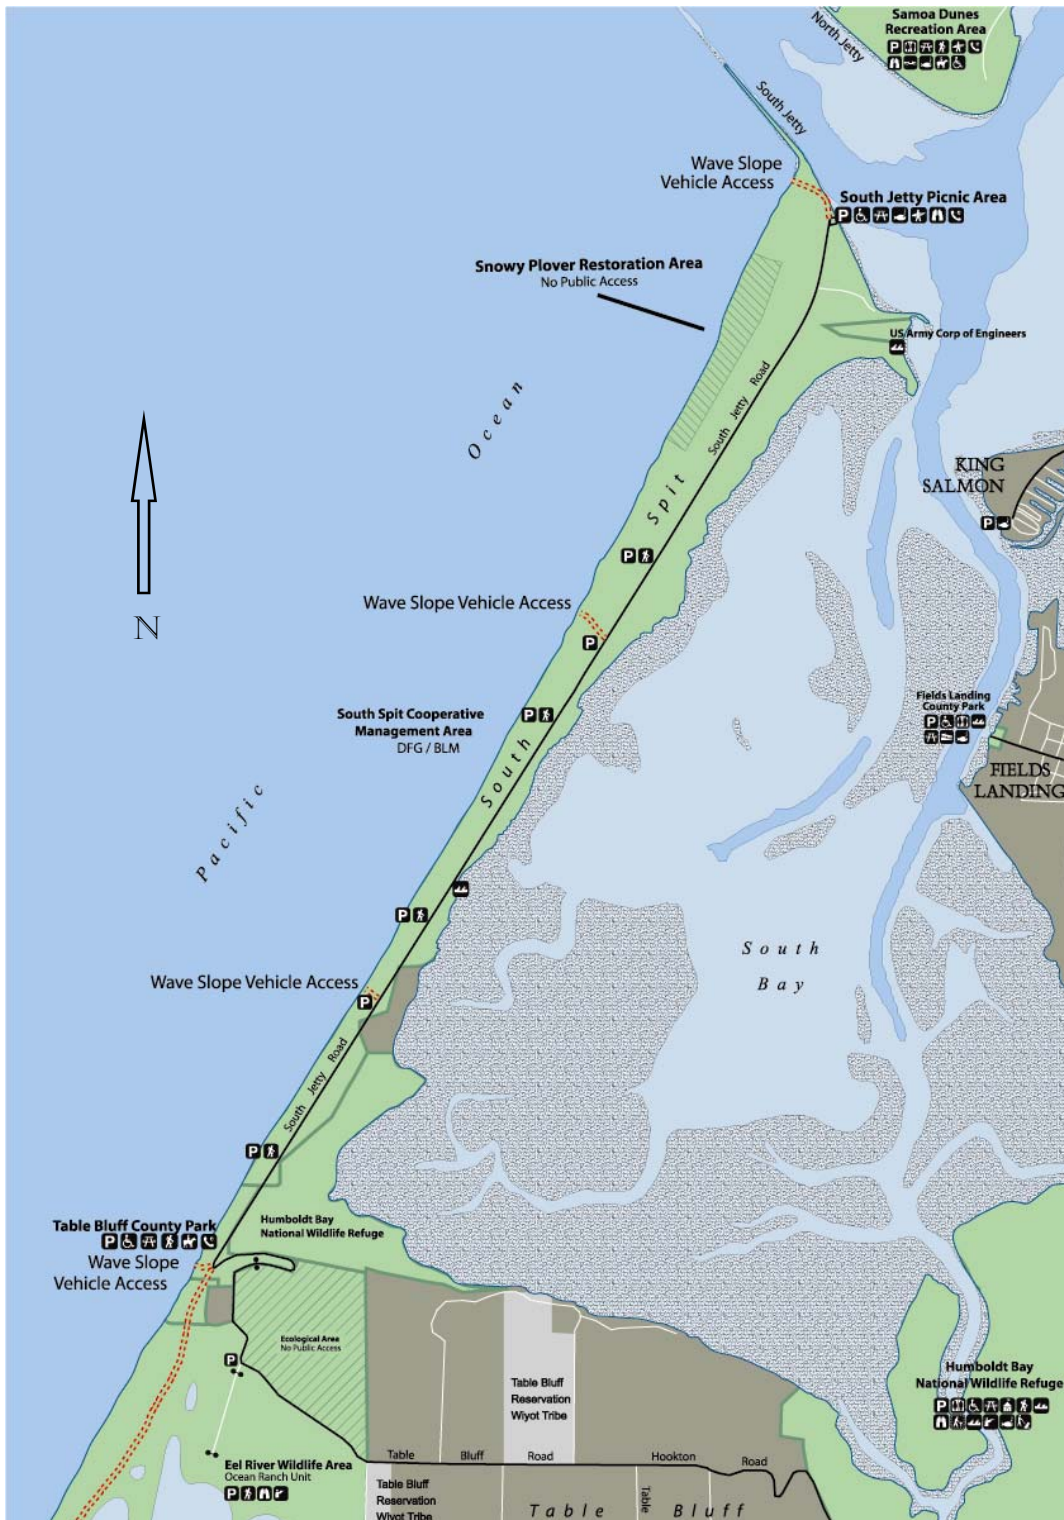 Samoa Dunes
Recreation Area
P
North Jetty
South Jetty
Wave Slope
Vehicle Access
South Jetty Picnic Area
P
Snowy Plover Restoration Area
No Public Access
US Army Corp of Engineers
Ocean
South Jetty Road
KING
SALMON
P
Spit
P
Wave Slope Vehicle Access
P
N
Fields Landing
County Park
P
South Spit Cooperative
Management Area
DFG / BLM
P
South
FIELDS
LANDING
Pacific
P
South
Bay
Wave Slope Vehicle Access
P
South Jetty Road
P
Table Bluff County Park
P
Wave Slope
Vehicle Access
Humboldt Bay
National Wildlife Refuge
Ecological Area
No Public Access
P
Table Bluff
Reservation
Wiyot Tribe
Humboldt Bay
National Wildlife Refuge
P
Table Bluff Road Hookton Road
Eel River Wildlife Area
Ocean Ranch Unit
P
Table Bluff
Reservation
Wiyot Tribe
Table
Table Bluff